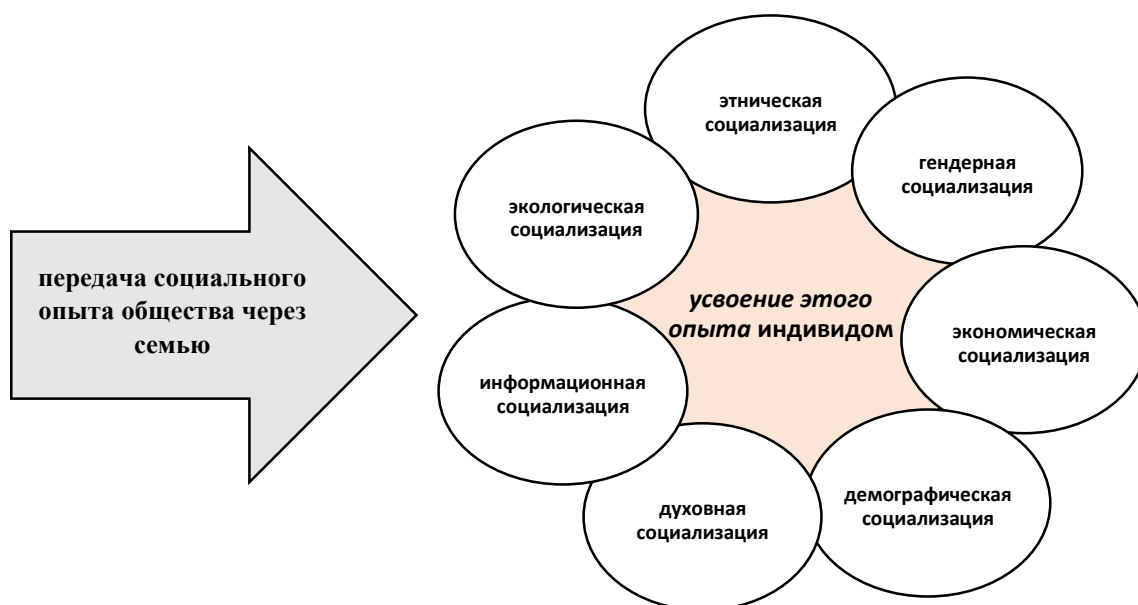 передача социального
опыта общества через
семью
этническая
социализация
гендерная
социализация
экономическая
социализация
демографическая
социализация
духовная
социализация
информационная
социализация
экологическая
социализация
усвоение этого
опыта индивидом